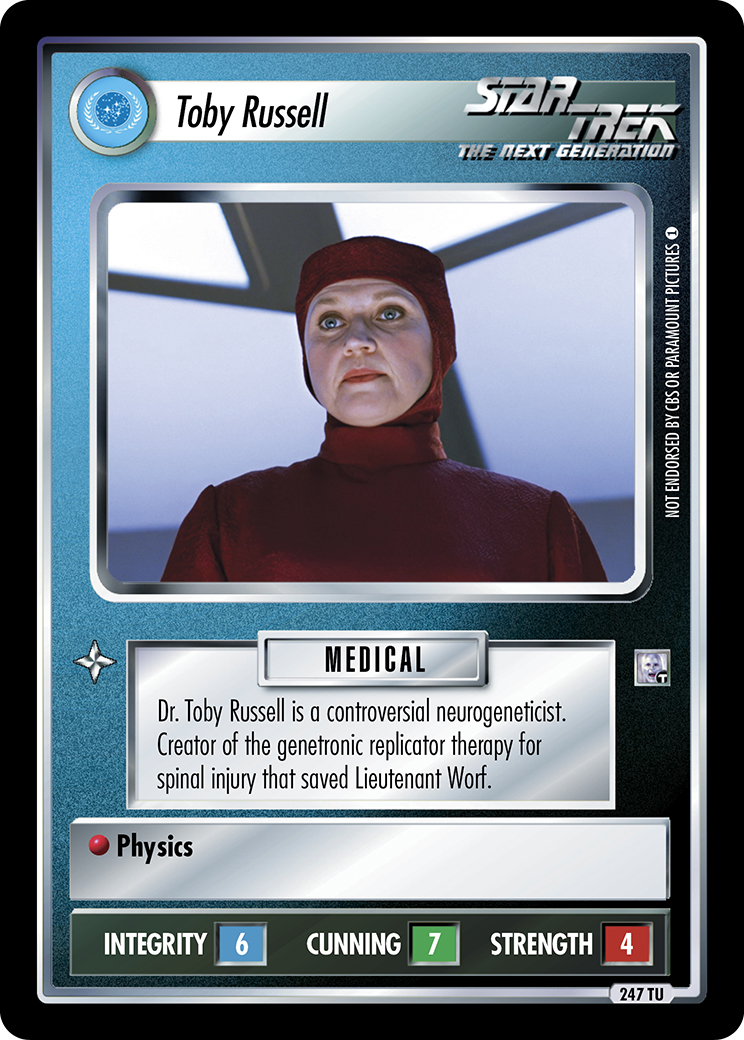 Toby Russell
STAR TREK
THE NEXT GENERATION
NOT ENDORSED BY CBS OR PARAMOUNT PICTURES 1
MEDICAL
T
Dr. Toby Russell is a controversial neurogeneticist.
Creator of the genetronic replicator therapy for
spinal injury that saved Lieutenant Worf.
Physics
INTEGRITY 6 CUNNING 7 STRENGTH 4
247 TU